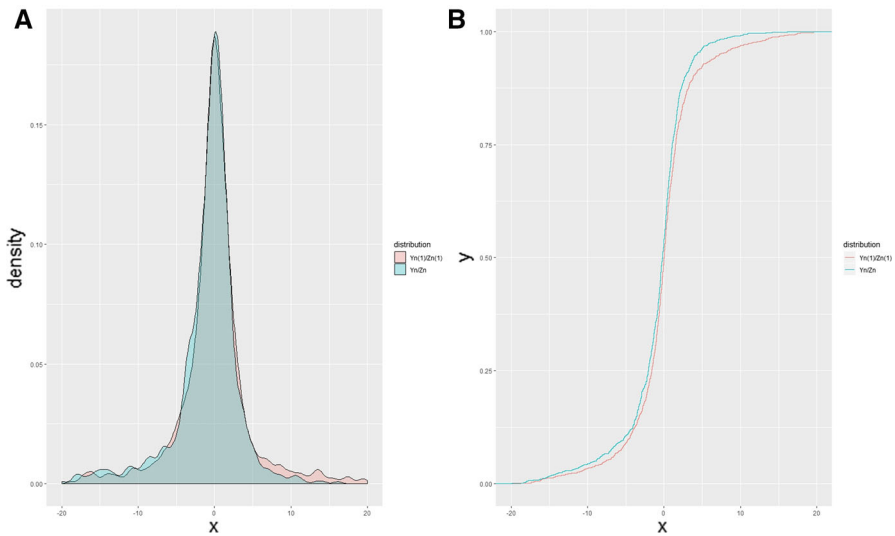 A
density
0.15
0.10
0.05
0.00
-20
-10
0
10
20
X
distribution
Yn(1)/Zn(1)
Yn/Zn
B
y
1.00
0.75
0.50
0.25
0.00
-20
-10
0
10
20
X
distribution
Yn(1)/Zn(1)
Yn/Zn